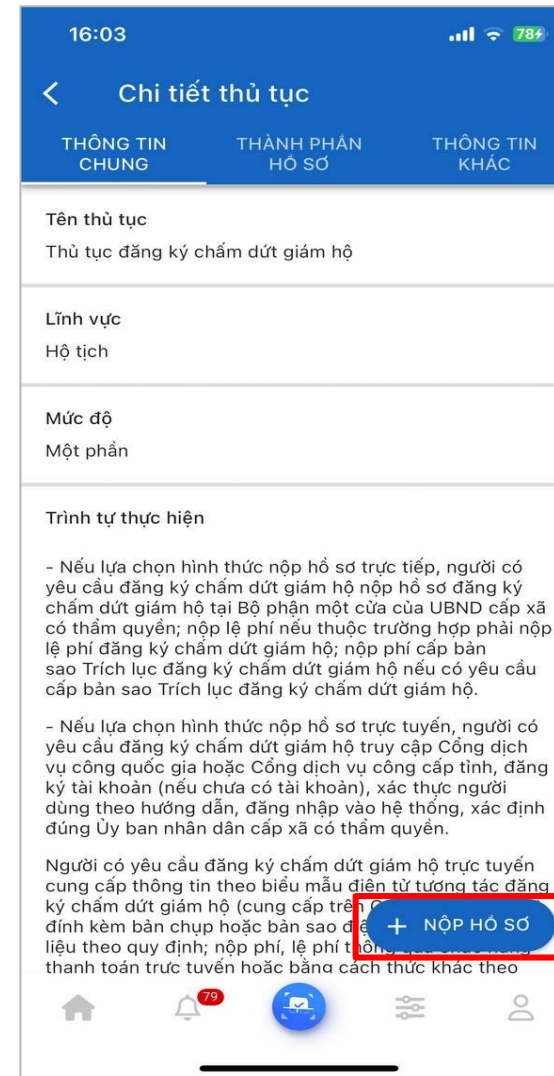 16:03
78
Chi tiết thủ tục
THÔNG TIN CHUNG
THÀNH PHẦN HỒ SƠ
THÔNG TIN KHÁC
Tên thủ tục
Thủ tục đăng ký chấm dứt giám hộ
Lĩnh vực
Hộ tịch
Mức độ
Một phần
Trình tự thực hiện
- Nếu lựa chọn hình thức nộp hồ sơ trực tiếp, người có
yêu cầu đăng ký chấm dứt giám hộ nộp hồ sơ đăng ký
chấm dứt giám hộ tại Bộ phận một cửa của UBND cấp xã
có thẩm quyền; nộp lệ phí nếu thuộc trường hợp phải nộp
lệ phí đăng ký chấm dứt giám hộ; nộp phí cấp bản
sao Trích lục đăng ký chấm dứt giám hộ nếu có yêu cầu
cấp bản sao Trích lục đăng ký chấm dứt giám hộ.
- Nếu lựa chọn hình thức nộp hồ sơ trực tuyến, người có
yêu cầu đăng ký chấm dứt giám hộ truy cập Cổng dịch
vụ công quốc gia hoặc Cổng dịch vụ công cấp tỉnh, đăng
ký tài khoản (nếu chưa có tài khoản), xác thực người
dùng theo hướng dẫn, đăng nhập vào hệ thống, xác định
đúng Ủy ban nhân dân cấp xã có thẩm quyền.
Người có yêu cầu đăng ký chấm dứt giám hộ trực tuyến
cung cấp thông tin theo biểu mẫu điện tử tương tác đăng
ký chấm dứt giám hộ (cung cấp trên
đính kèm bản chụp hoặc bản sao
liệu theo quy định; nộp phí, lệ phí
thanh toán trực tuyến hoặc bằng cách thức khác theo
+ NỘP HỒ SƠ
79